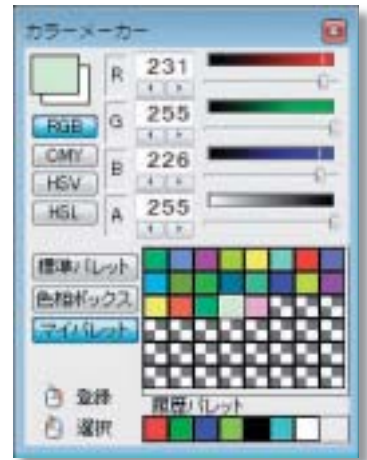 カラーメーカー
R 231
RGB G 255
CMY B 226
HSV
HSL A 255
標準パレット
色相ボックス
マイパレット
登録 履歴パレット
選択